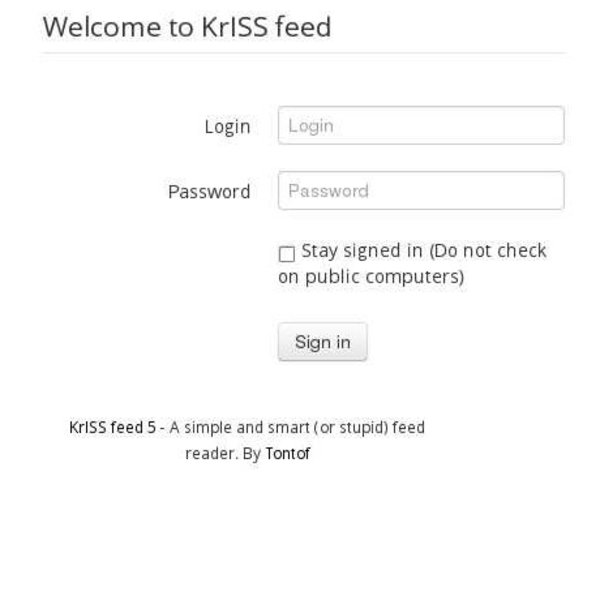 Welcome to KrISS feed
Login Login
Password Password
Stay signed in (Do not check
on public computers)
Sign in
KrISS feed 5 - A simple and smart (or stupid) feed
reader. By Tontof